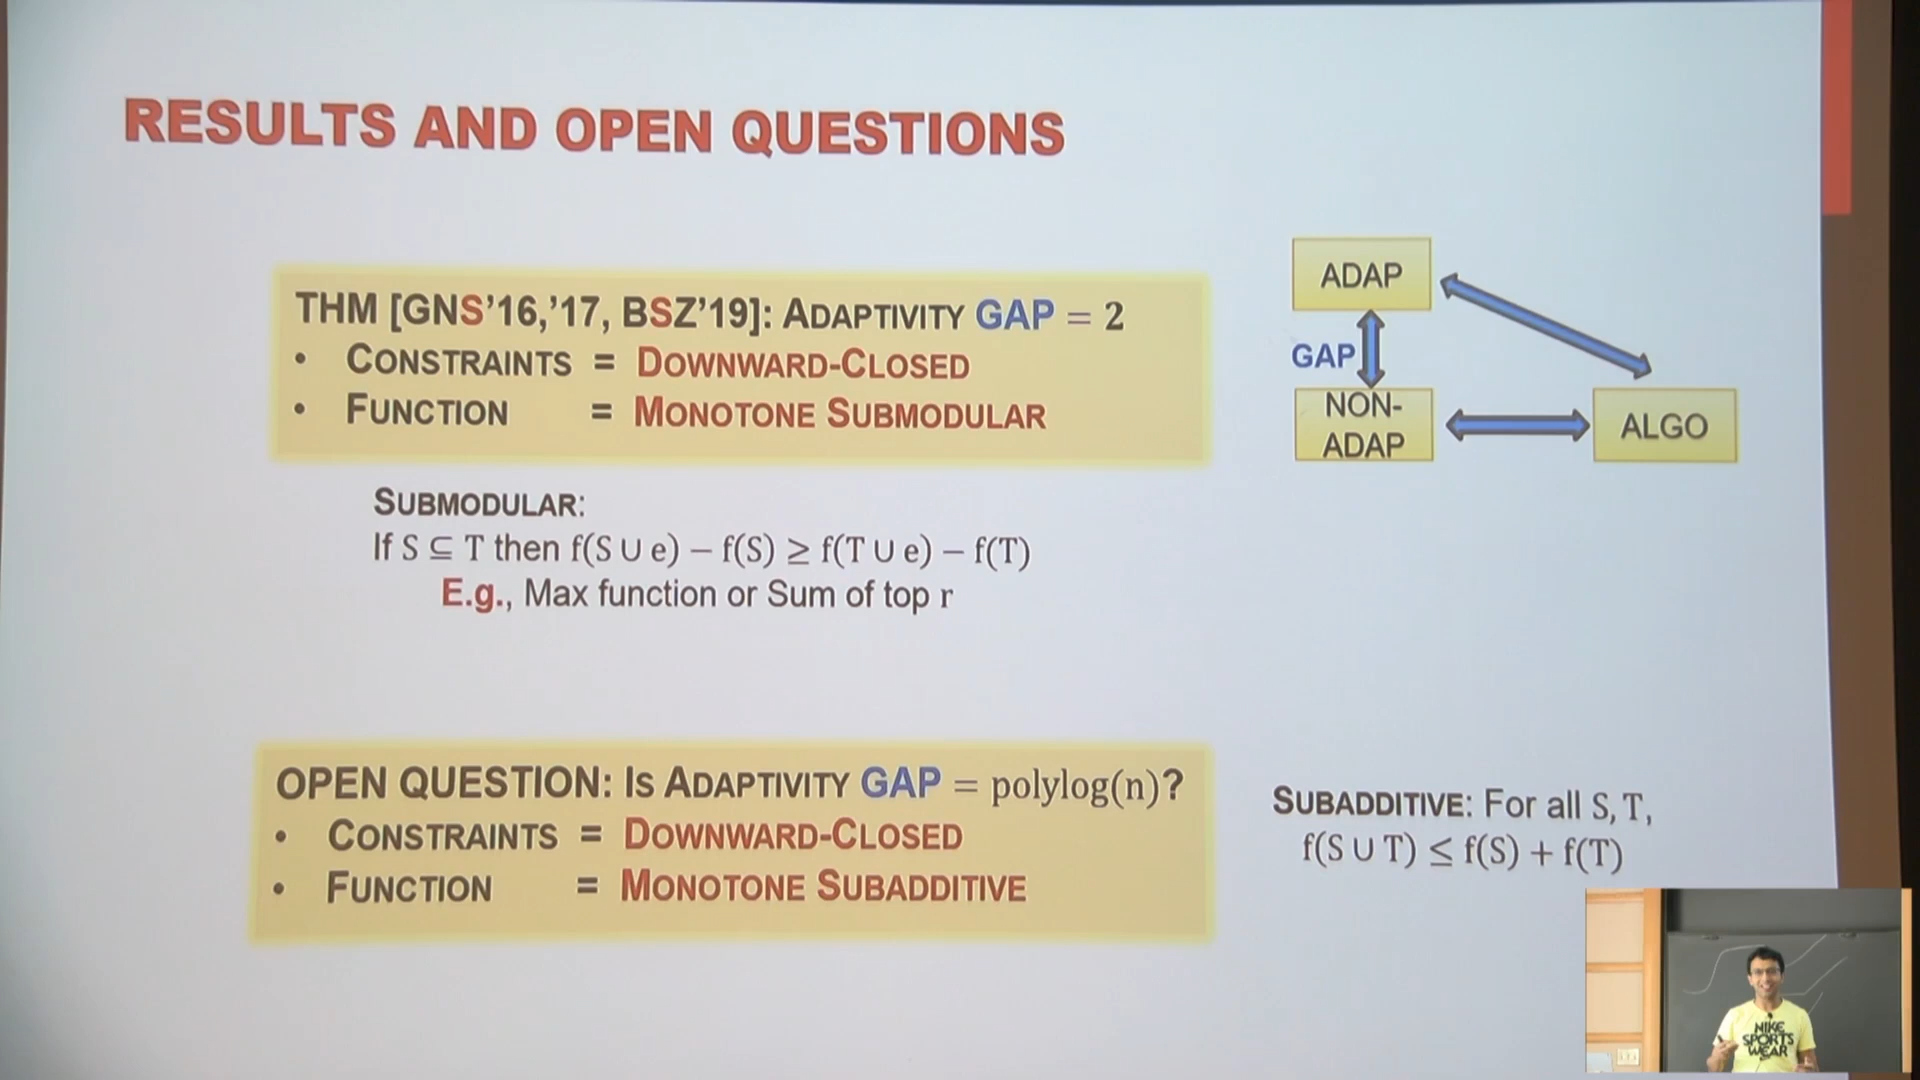 RESULTS AND OPEN QUESTIONS
THM [GNS’16,’17, BSZ’19]: ADAPTIVITY GAP = 2
• CONSTRAINTS = DOWNWARD-CLOSED
• FUNCTION = MONOTONE SUBMODULAR
ADAP
GAP
NON-
ADAP
ALGO
SUBMODULAR:
If S ⊆ T then f(S ∪ e) – f(S) ≥ f(T ∪ e) – f(T)
E.g., Max function or Sum of top r
OPEN QUESTION: IS ADAPTIVITY GAP = polylog(n)?
• CONSTRAINTS = DOWNWARD-CLOSED
• FUNCTION = MONOTONE SUBADDITIVE
SUBADDITIVE: For all S, T,
f(S ∪ T) ≤ f(S) + f(T)
NIKE
SPORTS
WEAR